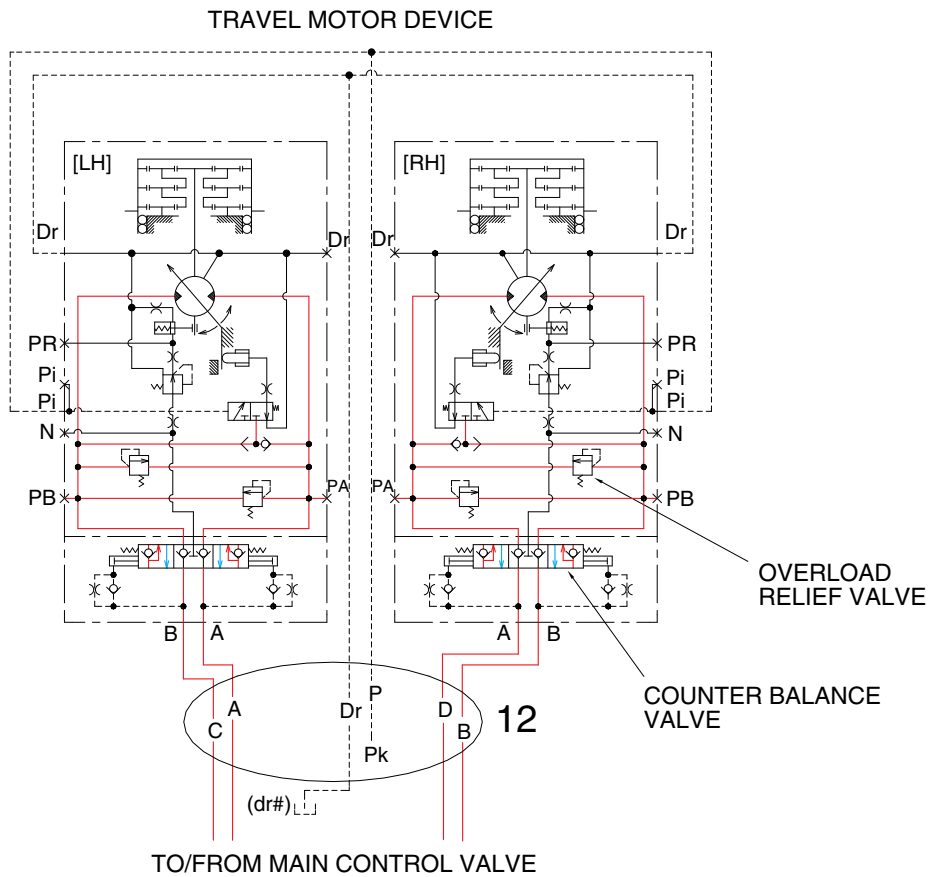 TRAVEL MOTOR DEVICE
[LH]
[RH]
Dr
Dr
Dr
Dr
PR
PR
Pi
Pi
Pi
Pi
N
N
PB
PA
PA
PB
OVERLOAD
RELIEF VALVE
B
A
A
B
COUNTER BALANCE
VALVE
P
A
Dr
D
12
C
B
Pk
(dr#)
TO/FROM MAIN CONTROL VALVE